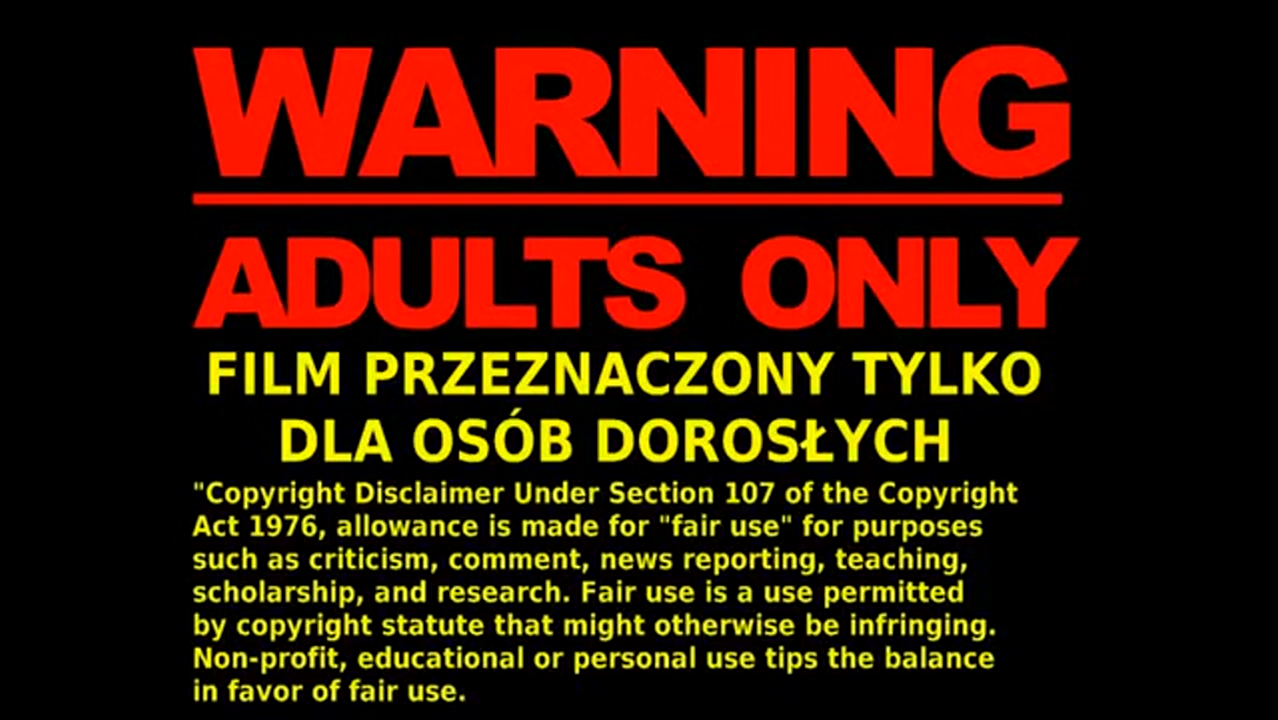 WARNING
ADULTS ONLY
FILM PRZEZNACZONY TYLKO
DLA OSÓB DOROSŁYCH
"Copyright Disclaimer Under Section 107 of the Copyright
Act 1976, allowance is made for "fair use" for purposes
such as criticism, comment, news reporting, teaching,
scholarship, and research. Fair use is a use permitted
by copyright statute that might otherwise be infringing.
Non-profit, educational or personal use tips the balance
in favor of fair use.